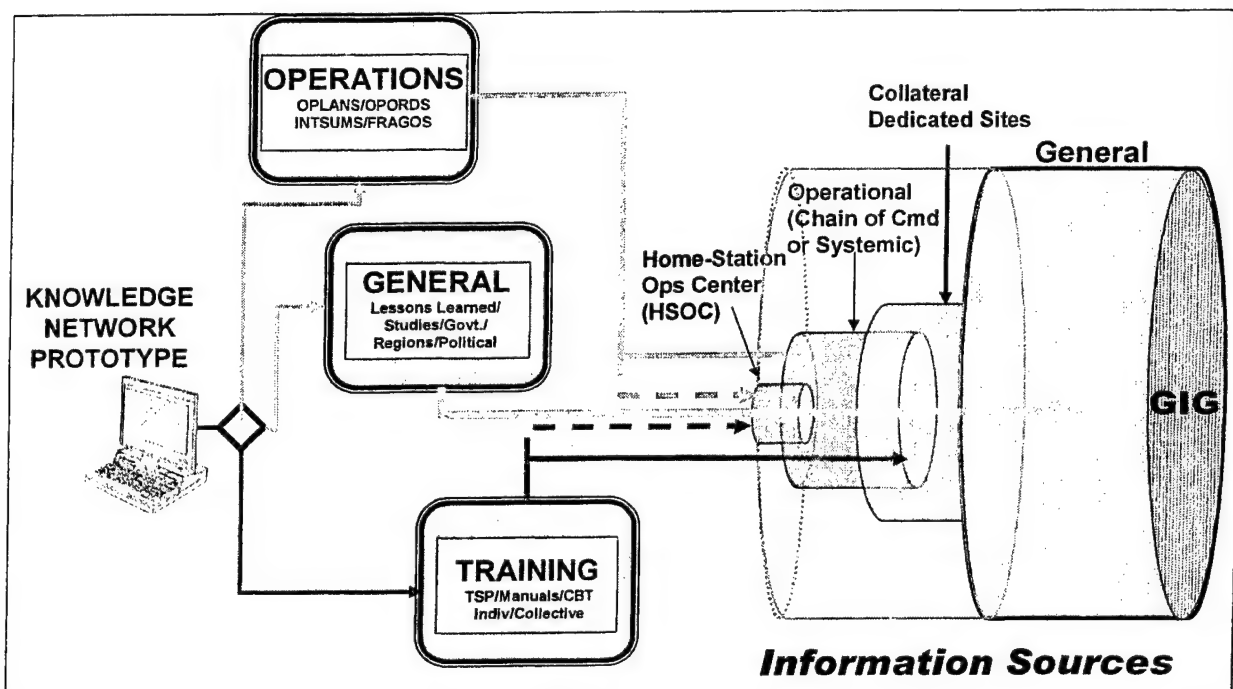 OPERATIONS
OPLANS/OPORDS
INTSUMS/FRAGOS
GENERAL
Lessons Learned/
Studies/Govt./
Regions/Political
KNOWLEDGE
NETWORK
PROTOTYPE
TRAINING
TSP/Manuals/CBT
Indiv/Collective
Collateral
Dedicated Sites
General
Operational
(Chain of Cmd
or Systemic)
Home-Station
Ops Center
(HSOC)
GIG
Information Sources